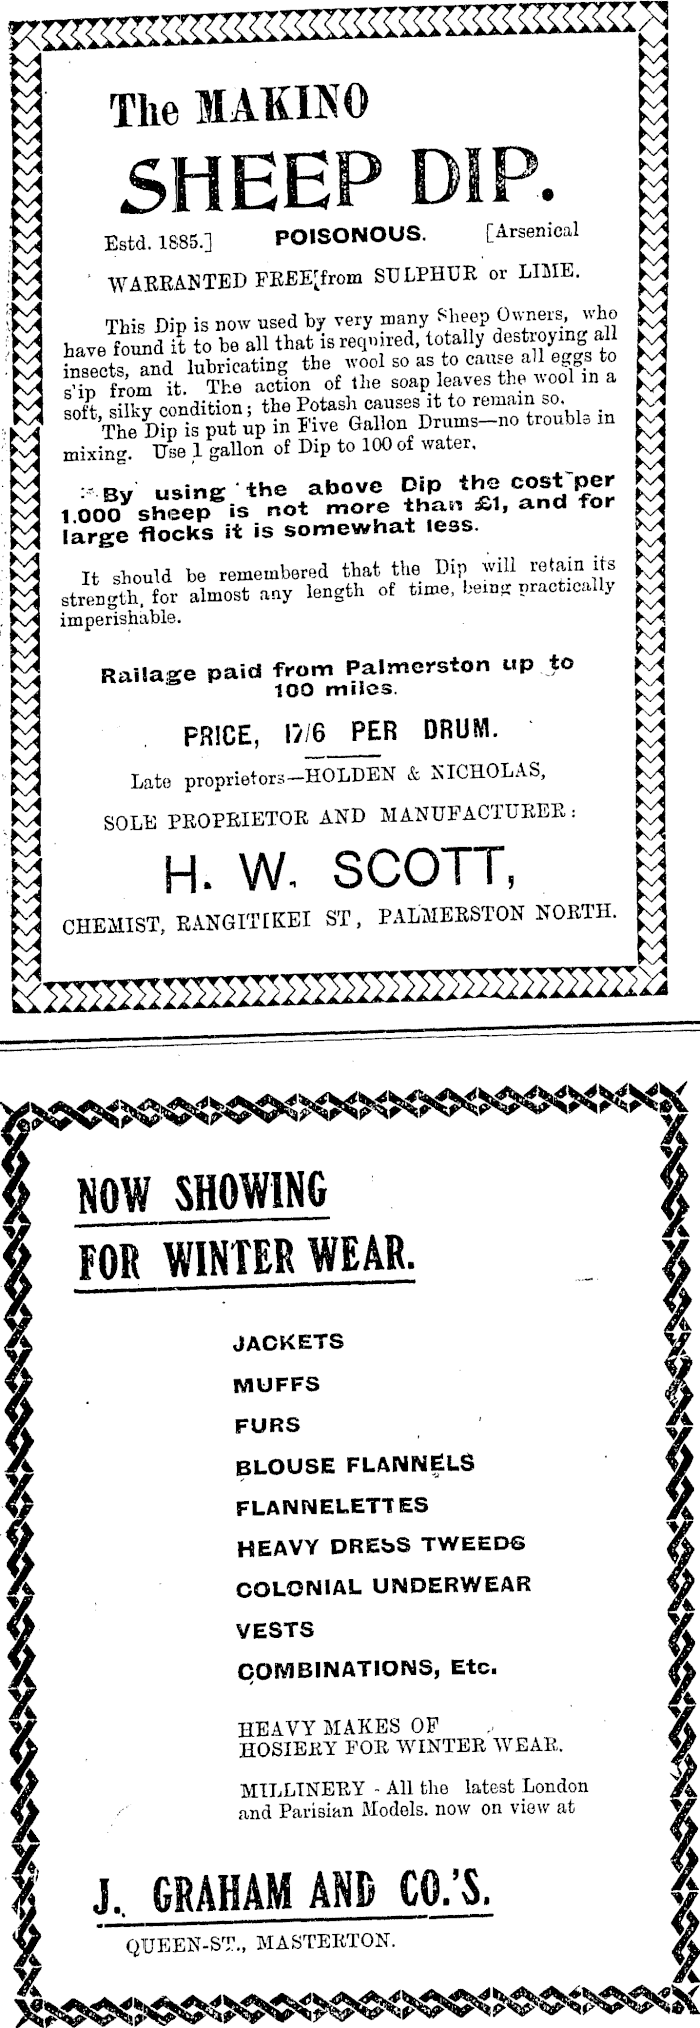 The MAKINO
SHEEP DIP.
Estd. 1885.] POISONOUS. [Arsenical
WARRANTED FREE from SULPHUR or LIME.
This Dip is now used by very many Sheep Owners, who
have found it to be all that is required, totally destroying all
insects, and lubricating the wool so as to cause all eggs to
s'ip from it. The action of the soap leaves the wool in a
soft, silky condition; the Potash causes it to remain so.
The Dip is put up in Five Gallon Drums—no trouble in
mixing. Use 1 gallon of Dip to 100 of water.
By using the above Dip the cost per
1.000 sheep is not more than £1, and for
large flocks it is somewhat less.
It should be remembered that the Dip will retain its
strength, for almost any length of time, being practically
imperishable.
Railage paid from Palmerston up to
100 miles.
PRICE, 17/6 PER DRUM.
Late proprietors—HOLDEN & NICHOLAS,
SOLE PROPRIETOR AND MANUFACTURER:
H. W. SCOTT,
CHEMIST, RANGITIKEI ST, PALMERSTON NORTH.
NOW SHOWING
FOR WINTER WEAR.
JACKETS
MUFFS
FURS
BLOUSE FLANNELS
FLANNELETTES
HEAVY DRESS TWEEDS
COLONIAL UNDERWEAR
VESTS
COMBINATIONS, Etc.
HEAVY MAKES OF
HOSIERY FOR WINTER WEAR.
MILLINERY - All the latest London
and Parisian Models. now on view at
J. GRAHAM AND CO.'S.
QUEEN-ST., MASTERTON.